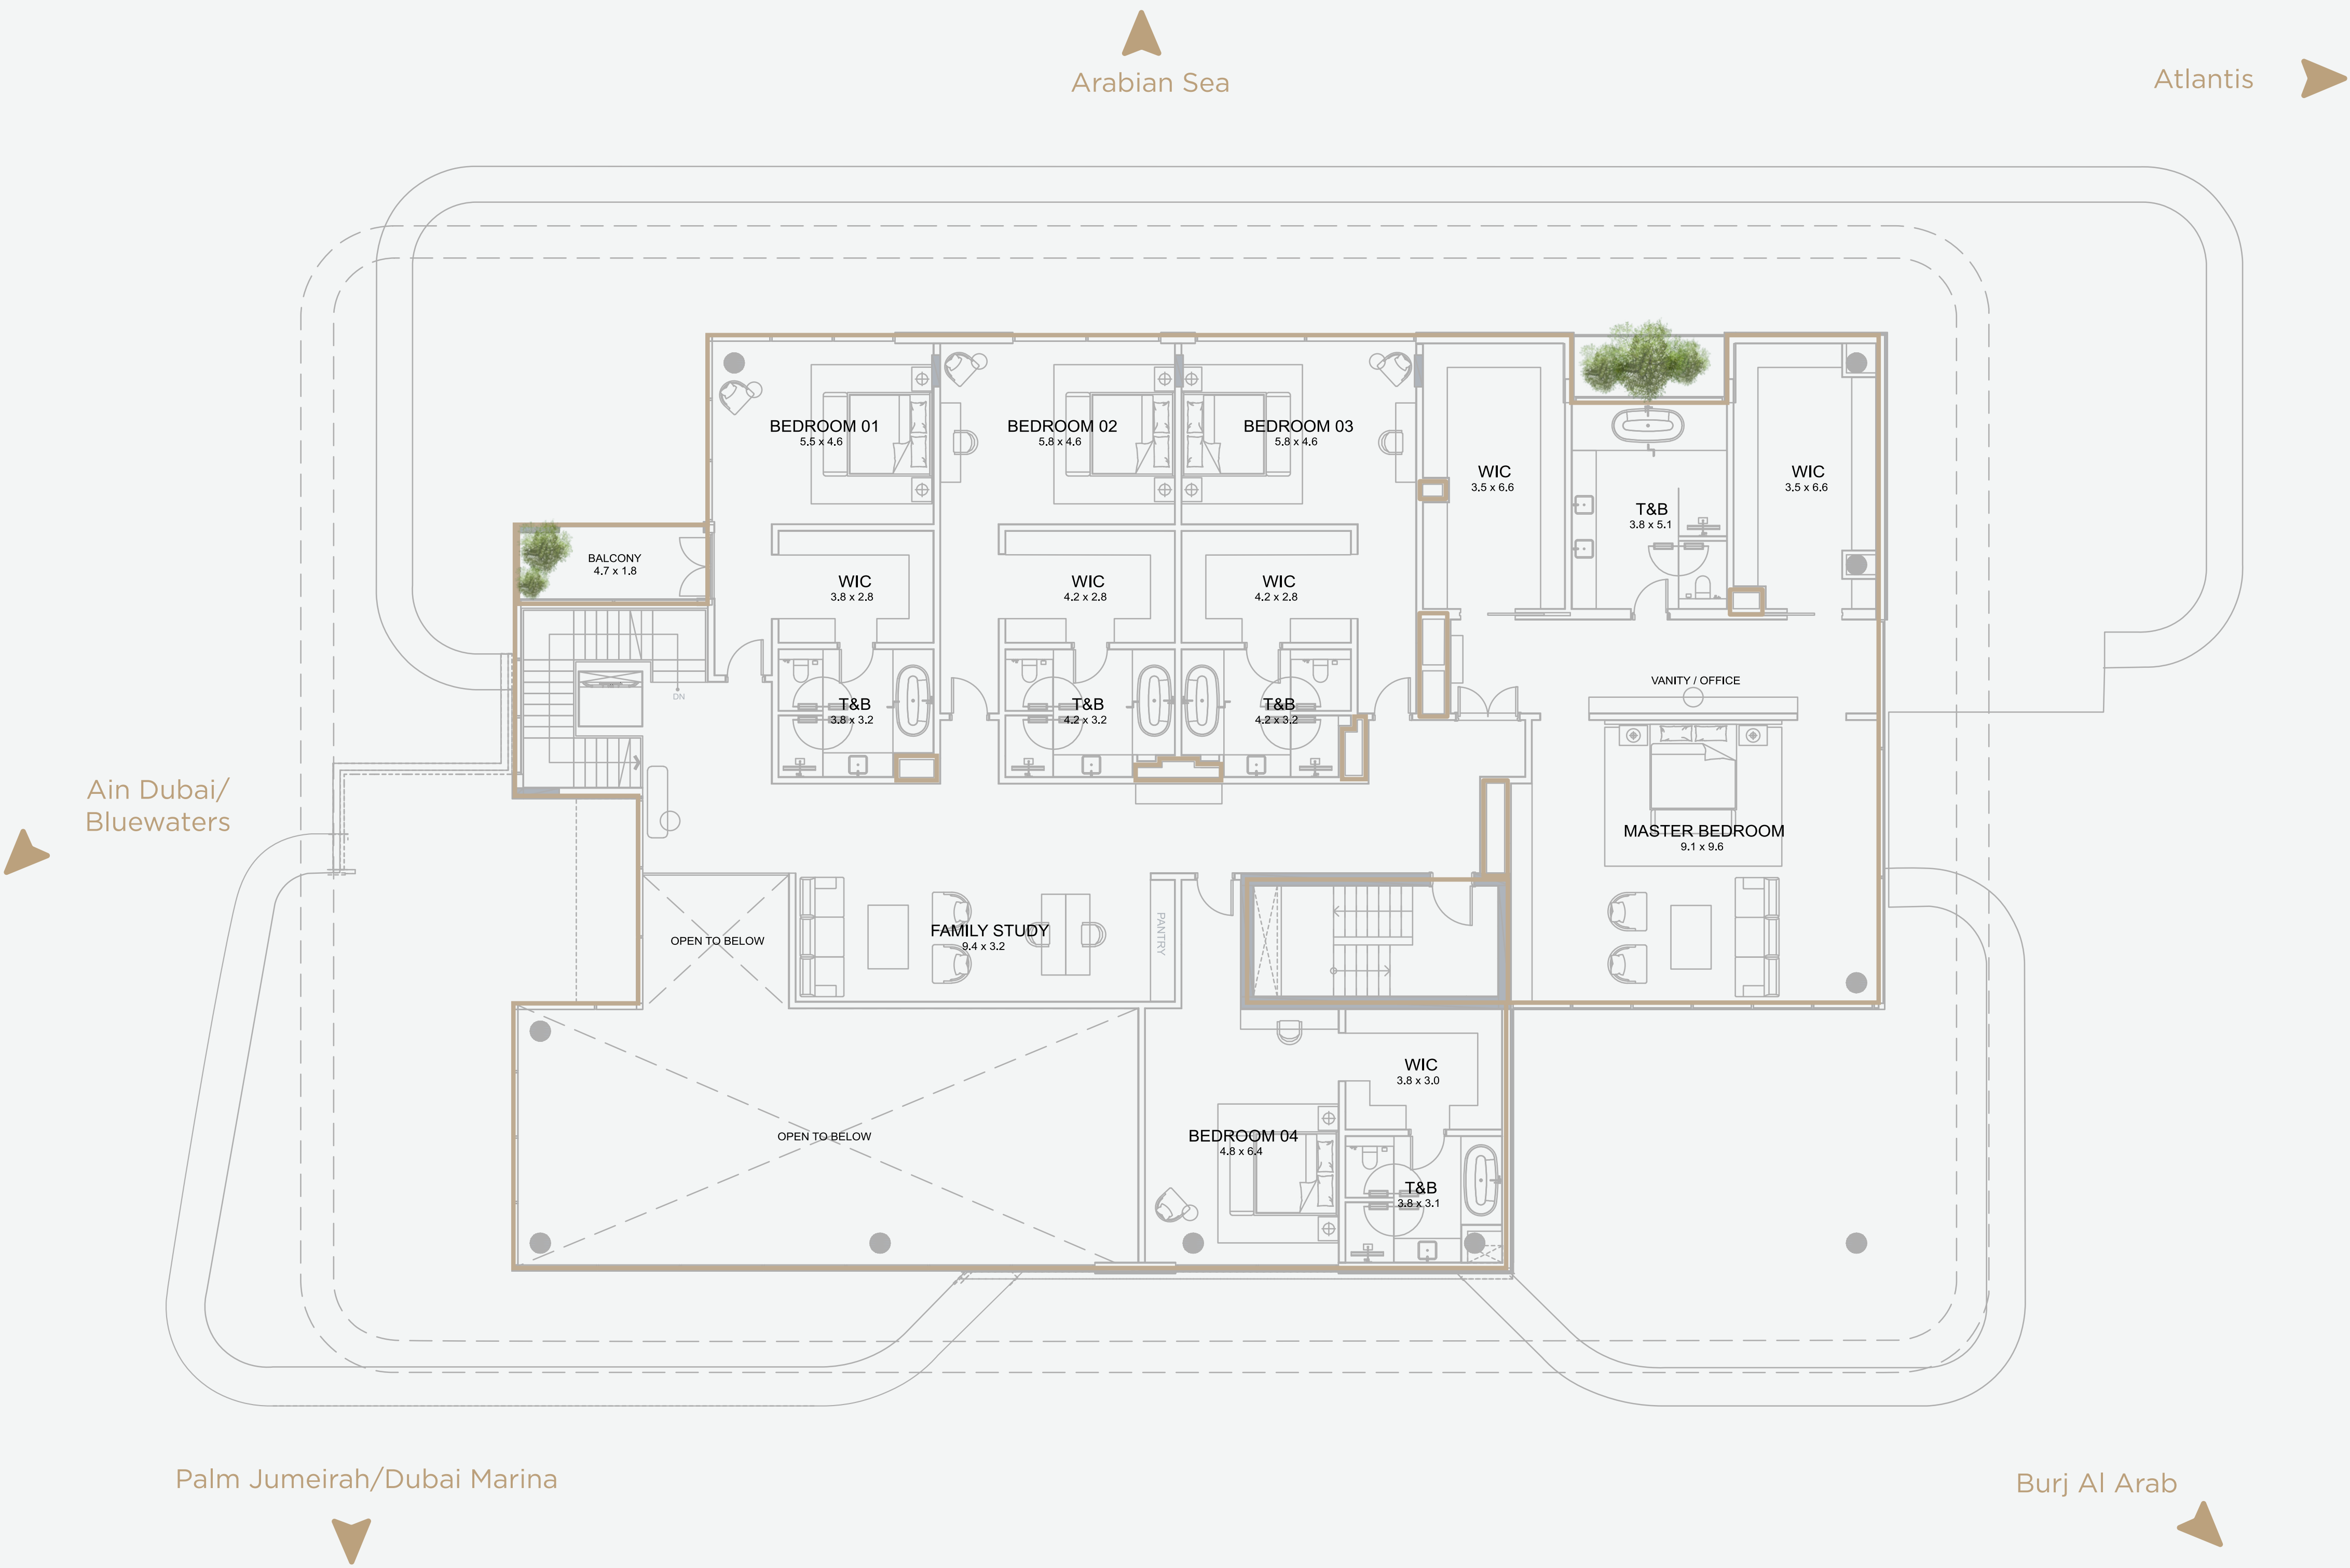 Arabian Sea
Atlantis
BEDROOM 01
5.5 x 4.6
BEDROOM 02
5.8 x 4.6
BEDROOM 03
5.8 x 4.6
WIC
3.5 x 6.6
T&B
3.8 x 5.1
WIC
3.5 x 6.6
BALCONY
4.7 x 1.8
WIC
3.8 x 2.8
WIC
4.2 x 2.8
WIC
4.2 x 2.8
DN
T&B
3.8 x 3.2
T&B
4.2 x 3.2
T&B
4.2 x 3.2
VANITY / OFFICE
Ain Dubai/
Bluewaters
MASTER BEDROOM
9.1 x 9.6
OPEN TO BELOW
FAMILY STUDY
9.4 x 3.2
PANTRY
WIC
3.8 x 3.0
OPEN TO BELOW
BEDROOM 04
4.8 x 6.4
T&B
3.8 x 3.1
Palm Jumeirah/Dubai Marina
Burj Al Arab